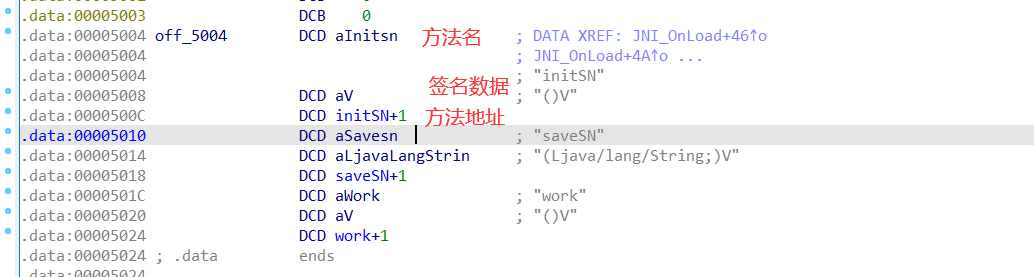 .data:00005003 DCB 0
.data:00005004 off_5004 DCD aInitsn 方法名 ; DATA XREF: JNI_OnLoad+46↑o
.data:00005004 ; JNI_OnLoad+4A↑o ...
.data:00005004 ; "initSN"
.data:00005008 DCD aV 签名数据 ; "()V"
.data:0000500C DCD initSN+1 方法地址
.data:00005010 DCD aSavesn ; "saveSN"
.data:00005014 DCD aLjavaLangStrin ; "(Ljava/lang/String;)V"
.data:00005018 DCD saveSN+1
.data:0000501C DCD aWork ; "work"
.data:00005020 DCD aV ; "()V"
.data:00005024 DCD work+1
.data:00005024 ; .data ends